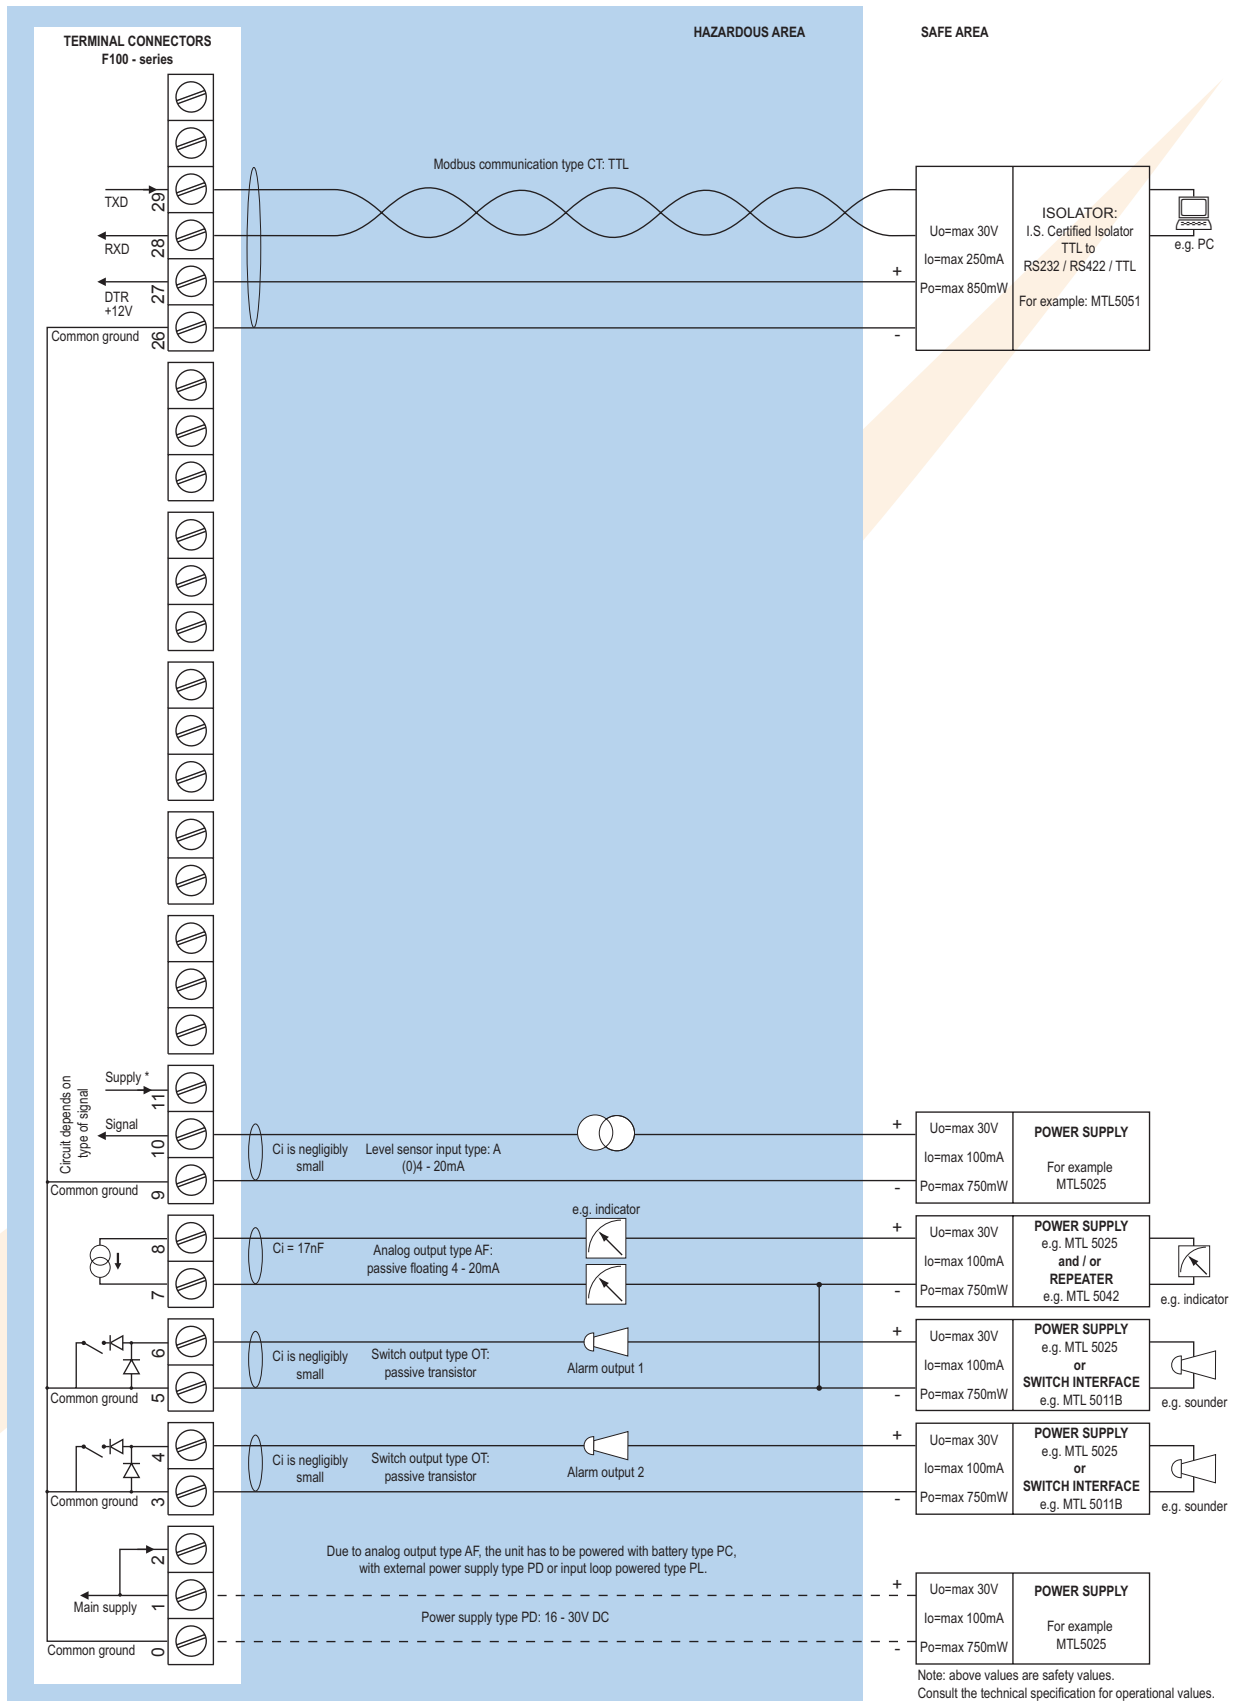 HAZARDOUS AREA
SAFE AREA
TERMINAL CONNECTORS
F100 - series
Modbus communication type CT: TTL
TXD
29
RXD
28
DTR
+12V
27
Common ground
26
+
-
Uo=max 30V
Io=max 250mA
Po=max 850mW
ISOLATOR:
I.S. Certified Isolator
TTL to
RS232 / RS422 / TTL
For example: MTL5051
e.g. PC
Circuit depends on
type of signal
Supply *
11
Signal
10
Common ground
9
Ci is negligibly
small
Level sensor input type: A
(0)4 - 20mA
+
-
Uo=max 30V
Io=max 100mA
Po=max 750mW
POWER SUPPLY
For example
MTL5025
8
7
Ci = 17nF
Analog output type AF:
passive floating 4 - 20mA
e.g. indicator
+
-
Uo=max 30V
Io=max 100mA
Po=max 750mW
POWER SUPPLY
e.g. MTL 5025
and / or
REPEATER
e.g. MTL 5042
e.g. indicator
6
Common ground
5
Ci is negligibly
small
Switch output type OT:
passive transistor
Alarm output 1
+
-
Uo=max 30V
Io=max 100mA
Po=max 750mW
POWER SUPPLY
e.g. MTL 5025
or
SWITCH INTERFACE
e.g. MTL 5011B
e.g. sounder
4
Common ground
3
Ci is negligibly
small
Switch output type OT:
passive transistor
Alarm output 2
+
-
Uo=max 30V
Io=max 100mA
Po=max 750mW
POWER SUPPLY
e.g. MTL 5025
or
SWITCH INTERFACE
e.g. MTL 5011B
e.g. sounder
2
Main supply
1
Common ground
0
Due to analog output type AF, the unit has to be powered with battery type PC,
with external power supply type PD or input loop powered type PL.
Power supply type PD: 16 - 30V DC
+
-
Uo=max 30V
Io=max 100mA
Po=max 750mW
POWER SUPPLY
For example
MTL5025
Note: above values are safety values.
Consult the technical specification for operational values.